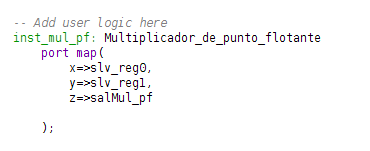 -- Add user logic here
inst_mul_pf: Multiplicador_de_punto_flotante
port map(
x=>slv_reg0,
y=>slv_reg1,
z=>salMul_pf
);